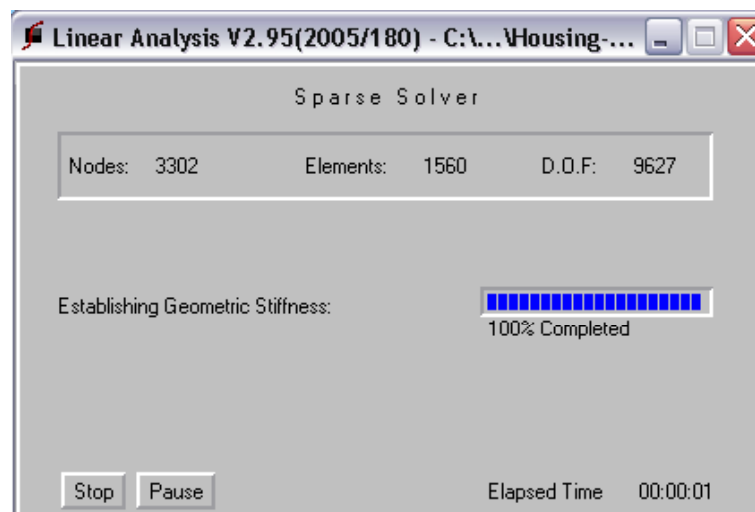 Linear Analysis V2.95(2005/180) - C:\...\Housing-...
Sparse Solver
Nodes: 3302 Elements: 1560 D.O.F: 9627
Establishing Geometric Stiffness:
100% Completed
Stop Pause Elapsed Time 00:00:01